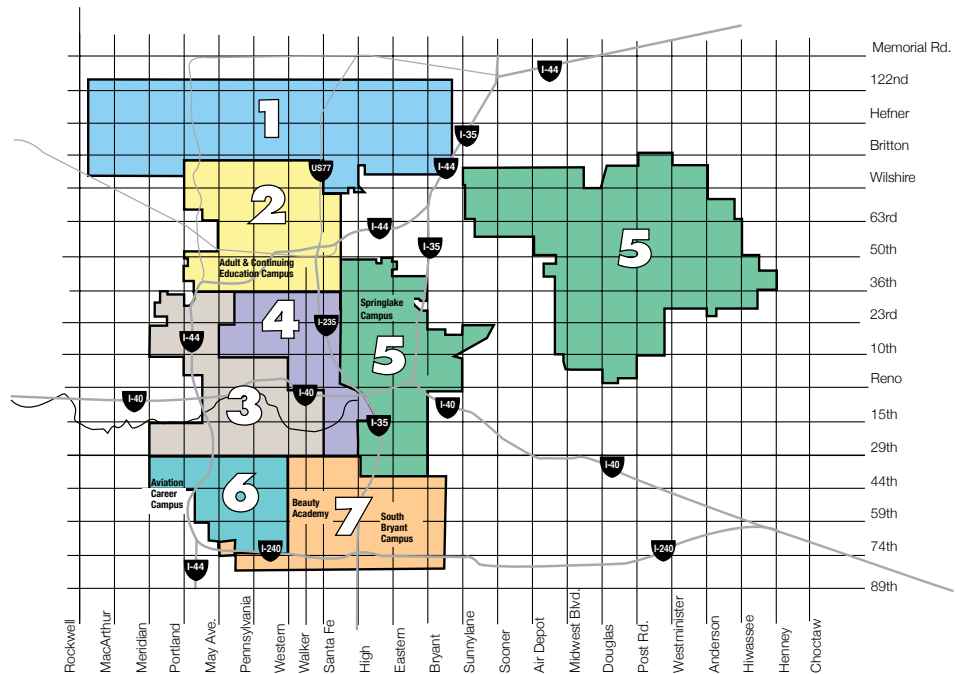 Memorial Rd.
I-44
122nd
1
Hefner
I-35
Britton
US77
I-44
Wilshire
2
63rd
I-44
I-35
5
50th
Adult & Continuing
Education Campus
36th
Springlake
Campus
4
I-235
23rd
I-44
5
10th
Reno
I-40
I-40
3
I-40
15th
I-35
29th
I-40
Aviation
Career
Campus
6
44th
Beauty
Academy
7
South
Bryant
Campus
59th
I-240
I-240
74th
I-44
89th
Rockwell
MacArthur
Meridian
Portland
May Ave.
Pennsylvania
Western
Walker
Santa Fe
High
Eastern
Bryant
Sunnylane
Sooner
Air Depot
Midwest Blvd.
Douglas
Post Rd.
Westminister
Anderson
Hiwassee
Henney
Choctaw